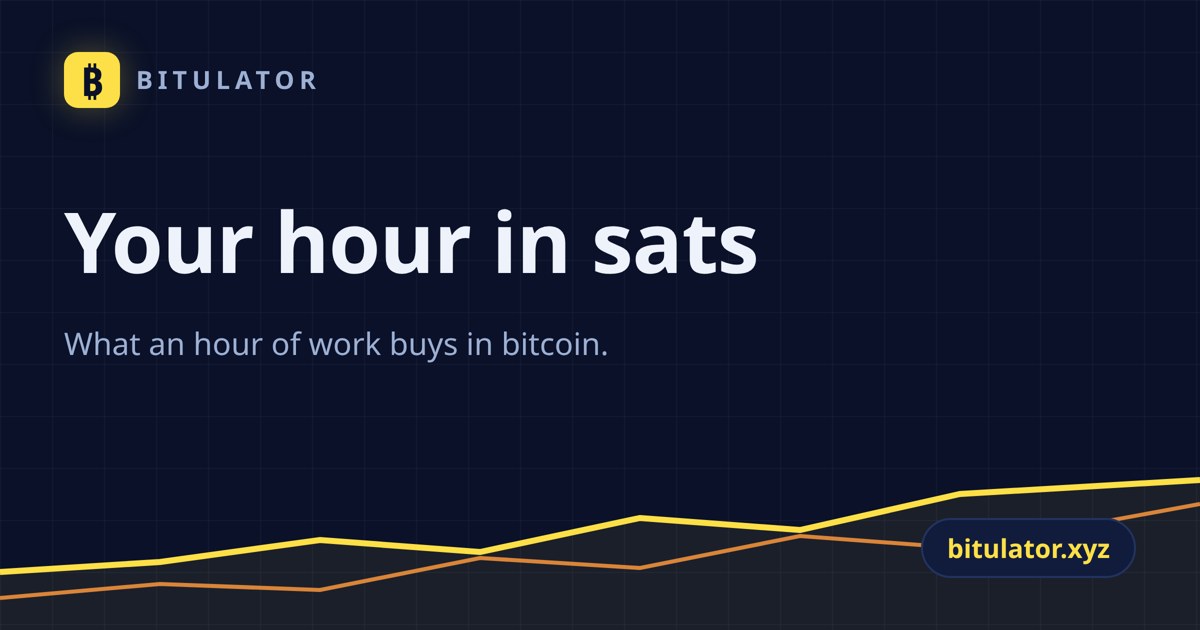 BITULATOR
Your hour in sats
What an hour of work buys in bitcoin.
bitulator.xyz